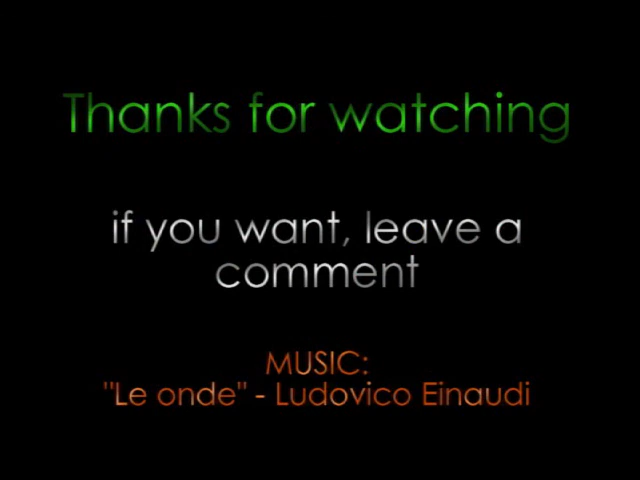 Thanks for watching
if you want, leave a
comment
MUSIC:
"Le onde" - Ludovico Einaudi